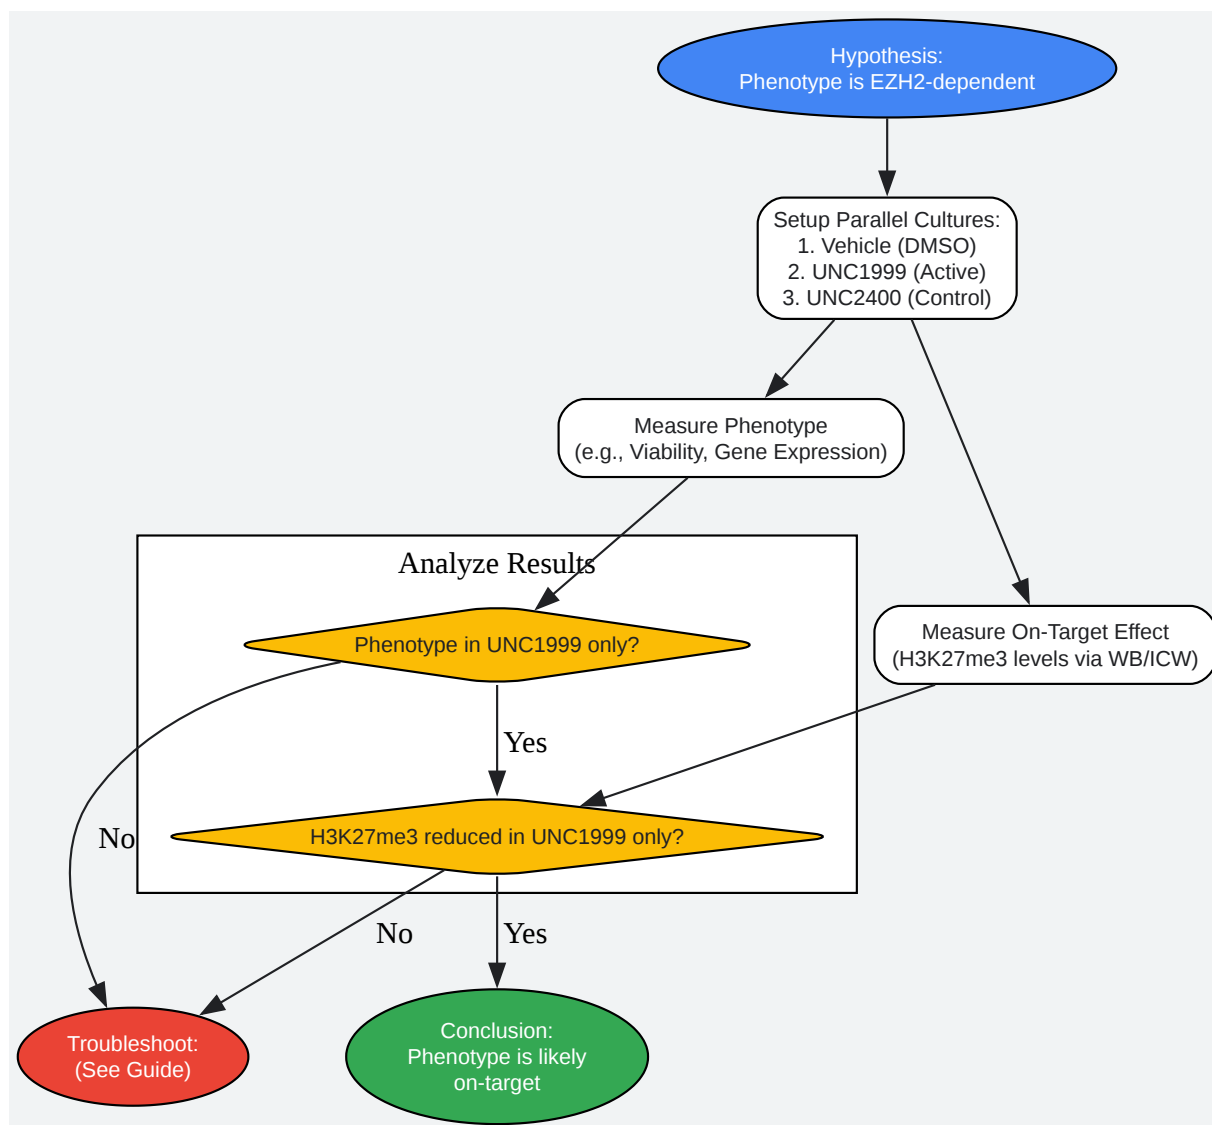 Hypothesis:
Phenotype is EZH2-dependent
Setup Parallel Cultures:
1. Vehicle (DMSO)
2. UNC1999 (Active)
3. UNC2400 (Control)
Measure Phenotype
(e.g., Viability, Gene Expression)
Analyze Results
Phenotype in UNC1999 only?
Measure On-Target Effect
(H3K27me3 levels via WB/ICW)
Yes
No
H3K27me3 reduced in UNC1999 only?
No
Yes
Troubleshoot:
(See Guide)
Conclusion:
Phenotype is likely
on-target